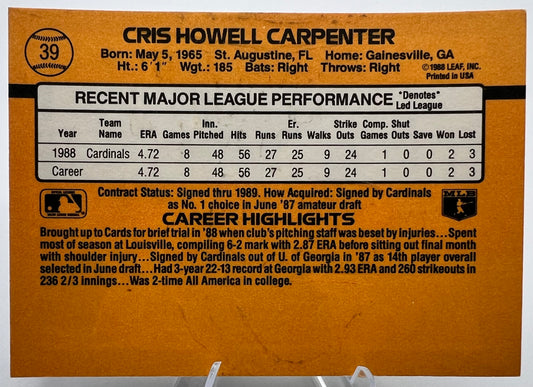 39
CRIS HOWELL CARPENTER
Born: May 5, 1965 St. Augustine, FL Home: Gainesville, GA
Ht.: 6'1" Wgt.: 185 Bats: Right Throws: Right
©1988 LEAF, INC.
Printed in USA
RECENT MAJOR LEAGUE PERFORMANCE *Denotes Led League
Year Team Name ERA Games Inn. Pitched Hits Runs Er. Runs Walks Strike Outs Comp. Games Shut Outs Save Won Lost
1988 Cardinals 4.72 8 48 56 27 25 9 24 1 0 0 2 3
Career 4.72 8 48 56 27 25 9 24 1 0 0 2 3
Contract Status: Signed thru 1989. How Acquired: Signed by Cardinals
as No. 1 choice in June '87 amateur draft
MLB
CAREER HIGHLIGHTS
Brought up to Cards for brief trial in '88 when club's pitching staff was beset by injuries...Spent
most of season at Louisville, compiling 6-2 mark with 2.87 ERA before sitting out final month
with shoulder injury...Signed by Cardinals out of U. of Georgia in '87 as 14th player overall
selected in June draft...Had 3-year 22-13 record at Georgia with 2.93 ERA and 260 strikeouts in
236 2/3 innings...Was 2-time All America in college.